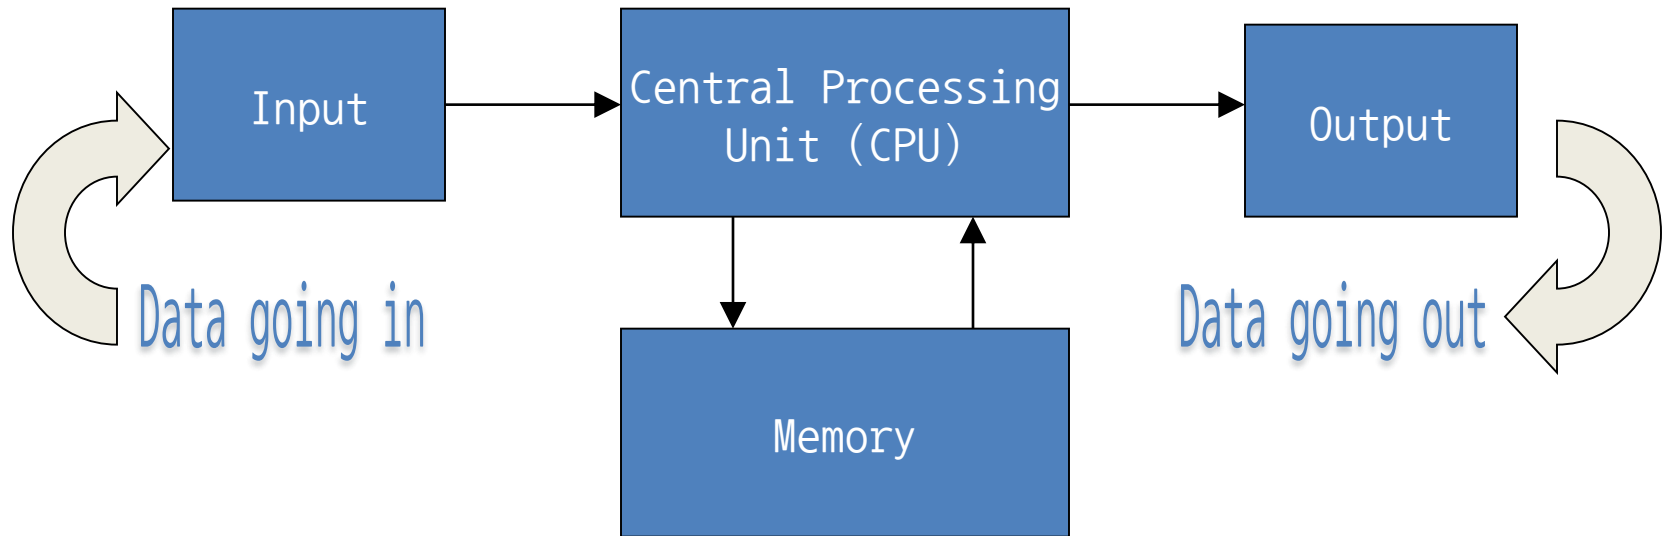 Input
Central Processing
Unit (CPU)
Output
Data going in
Data going out
Memory